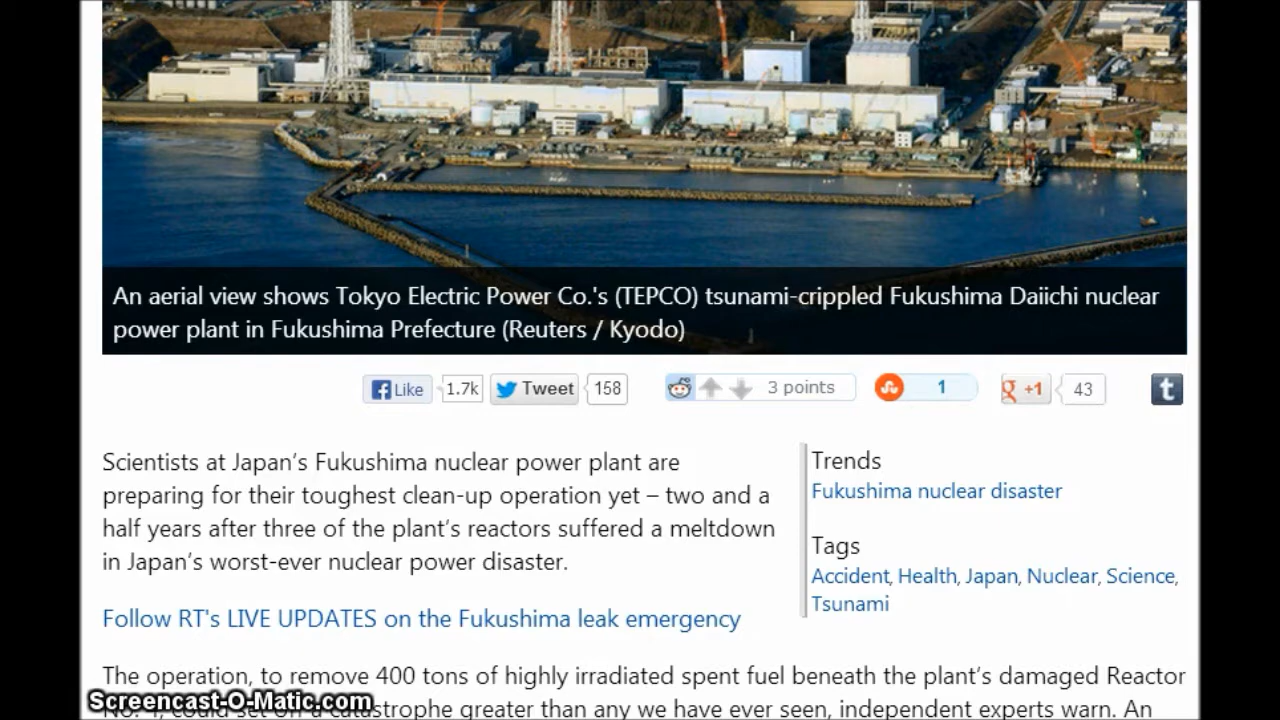 An aerial view shows Tokyo Electric Power Co.'s (TEPCO) tsunami-crippled Fukushima Daiichi nuclear
power plant in Fukushima Prefecture (Reuters / Kyodo)
Like 1.7k Tweet 158 3 points 1 +1 43 t
Scientists at Japan’s Fukushima nuclear power plant are
preparing for their toughest clean-up operation yet – two and a
half years after three of the plant’s reactors suffered a meltdown
in Japan’s worst-ever nuclear power disaster.
Follow RT's LIVE UPDATES on the Fukushima leak emergency
Trends
Fukushima nuclear disaster
Tags
Accident, Health, Japan, Nuclear, Science,
Tsunami
The operation, to remove 400 tons of highly irradiated spent fuel beneath the plant’s damaged Reactor
No. 4, could set off a catastrophe greater than any we have ever seen, independent experts warn. An
Screencast-O-Matic.com